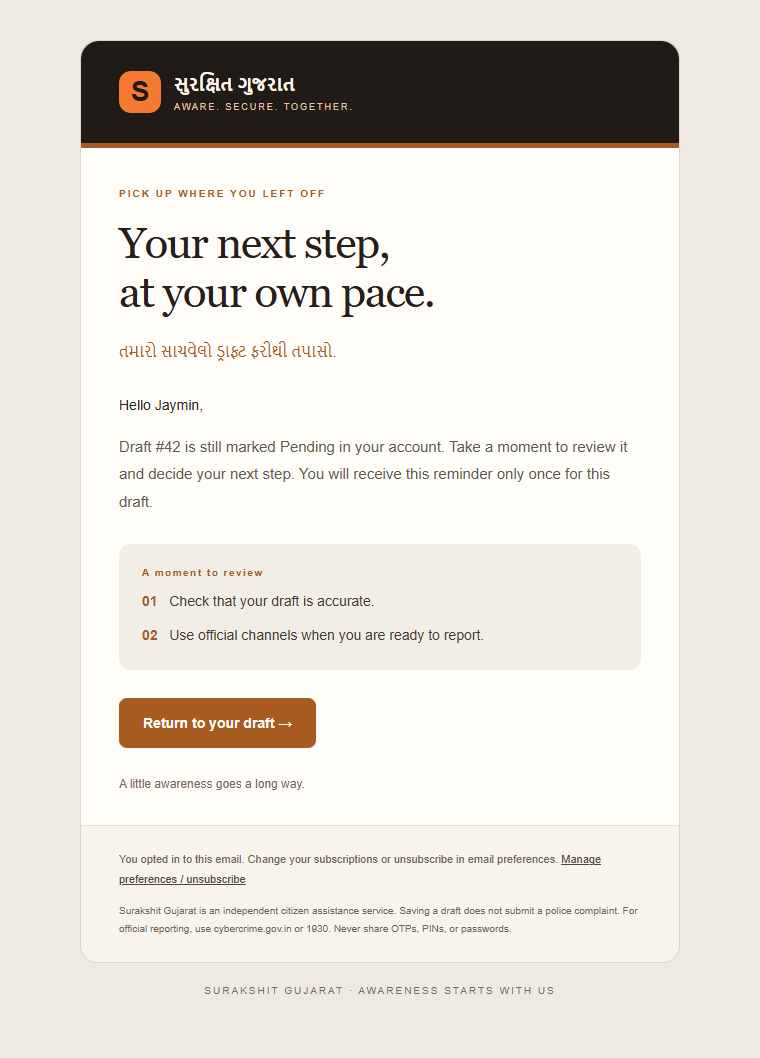 S
સુરક્ષિત ગુજરાત
AWARE. SECURE. TOGETHER.
PICK UP WHERE YOU LEFT OFF
Your next step,
at your own pace.
તમારો સાચવેલો ડ્રાફ્ટ ફરીથી તપાસો.
Hello Jaymin,
Draft #42 is still marked Pending in your account. Take a moment to review it
and decide your next step. You will receive this reminder only once for this
draft.
A moment to review
01 Check that your draft is accurate.
02 Use official channels when you are ready to report.
Return to your draft →
A little awareness goes a long way.
You opted in to this email. Change your subscriptions or unsubscribe in email preferences. Manage
preferences / unsubscribe
Surakshit Gujarat is an independent citizen assistance service. Saving a draft does not submit a police complaint. For
official reporting, use cybercrime.gov.in or 1930. Never share OTPs, PINs, or passwords.
SURAKSHIT GUJARAT · AWARENESS STARTS WITH US